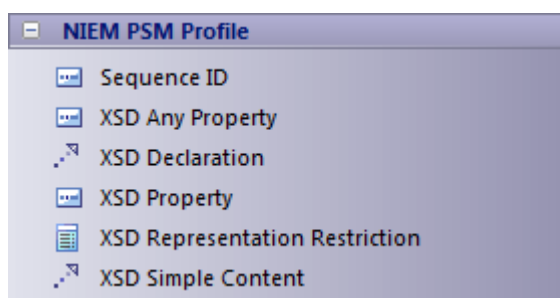 NIEM PSM Profile
Sequence ID
XSD Any Property
XSD Declaration
XSD Property
XSD Representation Restriction
XSD Simple Content